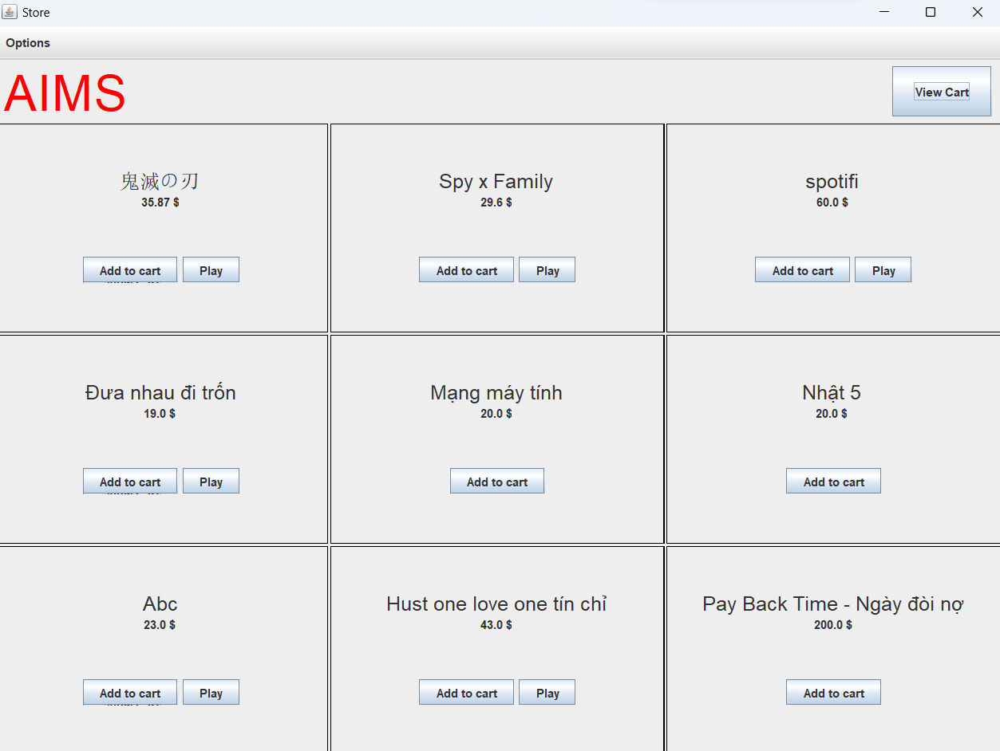 Store
Options
AIMS
View Cart
鬼滅の刃
35.87 $
Add to cart Play
Spy x Family
29.6 $
Add to cart Play
spotifi
60.0 $
Add to cart Play
Đưa nhau đi trốn
19.0 $
Add to cart Play
Mạng máy tính
20.0 $
Add to cart
Nhật 5
20.0 $
Add to cart
Abc
23.0 $
Add to cart Play
Hust one love one tín chỉ
43.0 $
Add to cart Play
Pay Back Time - Ngày đòi nợ
200.0 $
Add to cart